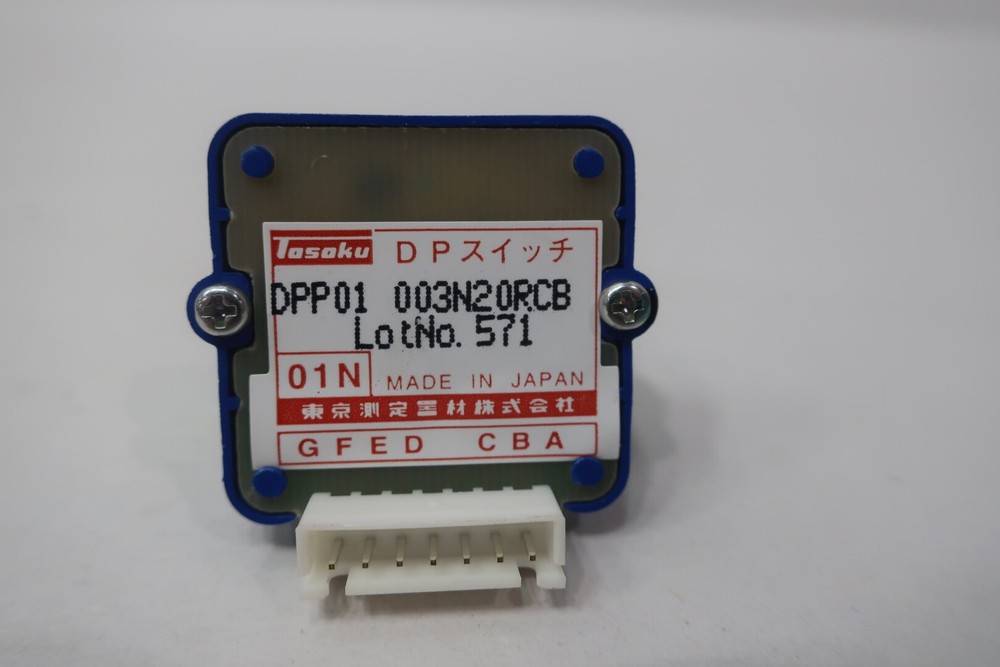 Tosoku DPスイッチ
DPP01 003N20RCB
LotNo. 571
01N MADE IN JAPAN
東京測定器材株式会社
GFED CBA